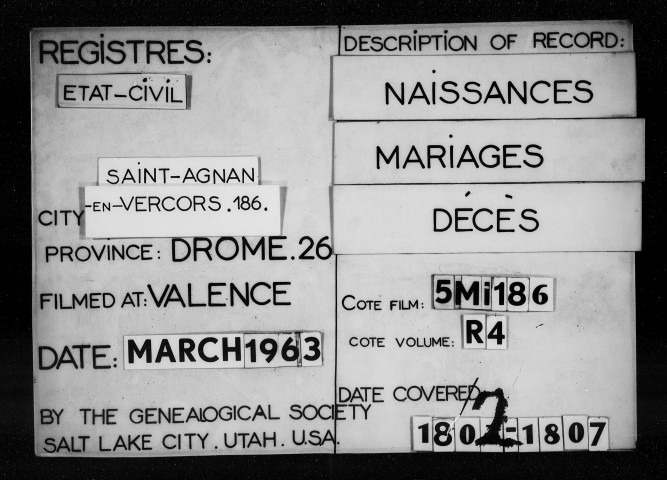 REGISTRES:
ETAT-CIVIL
SAINT-AGNAN
CITY -EN-VERCORS.186.
PROVINCE: DROME.26
FILMED AT: VALENCE
DATE: MARCH 1963
BY THE GENEALOGICAL SOCIETY
SALT LAKE CITY. UTAH. U.S.A.
DESCRIPTION OF RECORD:
NAISSANCES
MARIAGES
DÉCÈS
COTE FILM: 5Mi186
COTE VOLUME: R4
DATE COVERED
1802-1807